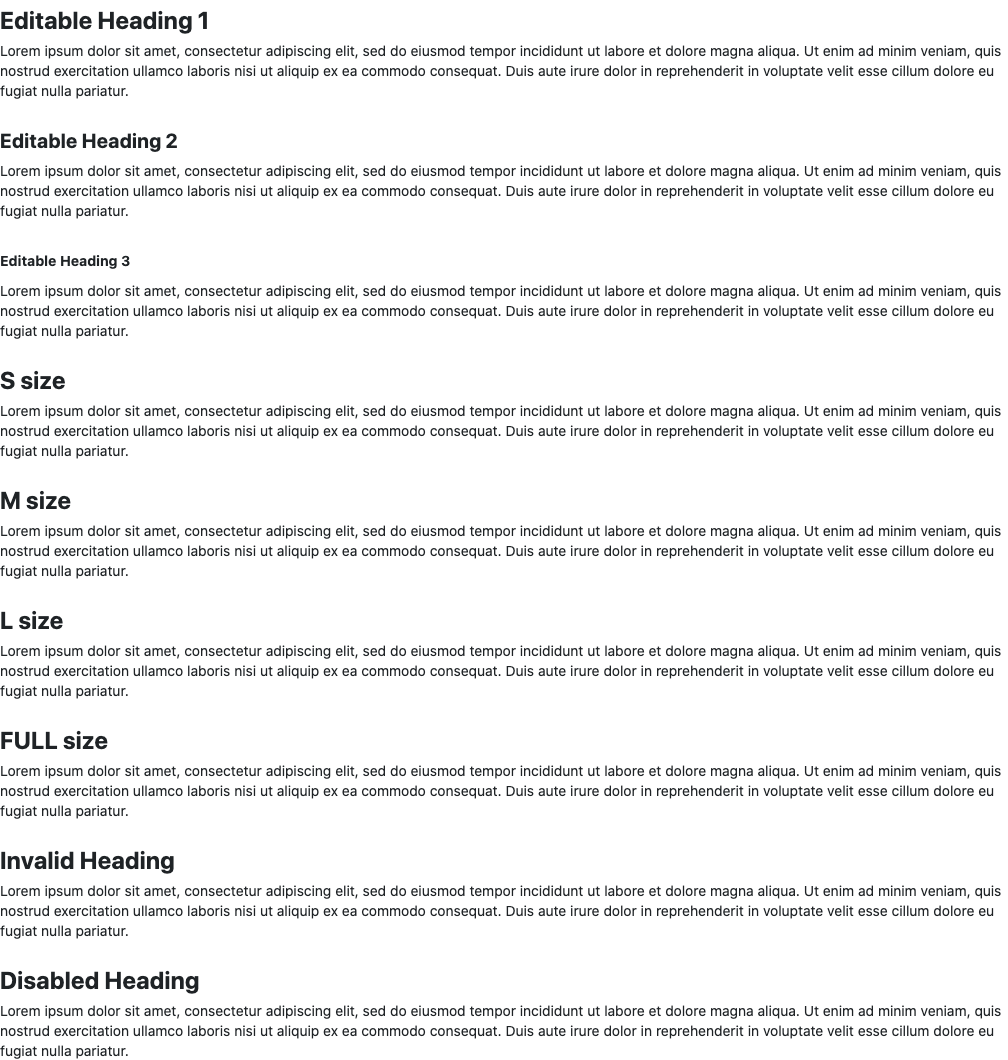 Editable Heading 1
Lorem ipsum dolor sit amet, consectetur adipiscing elit, sed do eiusmod tempor incididunt ut labore et dolore magna aliqua. Ut enim ad minim veniam, quis
nostrud exercitation ullamco laboris nisi ut aliquip ex ea commodo consequat. Duis aute irure dolor in reprehenderit in voluptate velit esse cillum dolore eu
fugiat nulla pariatur.
Editable Heading 2
Lorem ipsum dolor sit amet, consectetur adipiscing elit, sed do eiusmod tempor incididunt ut labore et dolore magna aliqua. Ut enim ad minim veniam, quis
nostrud exercitation ullamco laboris nisi ut aliquip ex ea commodo consequat. Duis aute irure dolor in reprehenderit in voluptate velit esse cillum dolore eu
fugiat nulla pariatur.
Editable Heading 3
Lorem ipsum dolor sit amet, consectetur adipiscing elit, sed do eiusmod tempor incididunt ut labore et dolore magna aliqua. Ut enim ad minim veniam, quis
nostrud exercitation ullamco laboris nisi ut aliquip ex ea commodo consequat. Duis aute irure dolor in reprehenderit in voluptate velit esse cillum dolore eu
fugiat nulla pariatur.
S size
Lorem ipsum dolor sit amet, consectetur adipiscing elit, sed do eiusmod tempor incididunt ut labore et dolore magna aliqua. Ut enim ad minim veniam, quis
nostrud exercitation ullamco laboris nisi ut aliquip ex ea commodo consequat. Duis aute irure dolor in reprehenderit in voluptate velit esse cillum dolore eu
fugiat nulla pariatur.
M size
Lorem ipsum dolor sit amet, consectetur adipiscing elit, sed do eiusmod tempor incididunt ut labore et dolore magna aliqua. Ut enim ad minim veniam, quis
nostrud exercitation ullamco laboris nisi ut aliquip ex ea commodo consequat. Duis aute irure dolor in reprehenderit in voluptate velit esse cillum dolore eu
fugiat nulla pariatur.
L size
Lorem ipsum dolor sit amet, consectetur adipiscing elit, sed do eiusmod tempor incididunt ut labore et dolore magna aliqua. Ut enim ad minim veniam, quis
nostrud exercitation ullamco laboris nisi ut aliquip ex ea commodo consequat. Duis aute irure dolor in reprehenderit in voluptate velit esse cillum dolore eu
fugiat nulla pariatur.
FULL size
Lorem ipsum dolor sit amet, consectetur adipiscing elit, sed do eiusmod tempor incididunt ut labore et dolore magna aliqua. Ut enim ad minim veniam, quis
nostrud exercitation ullamco laboris nisi ut aliquip ex ea commodo consequat. Duis aute irure dolor in reprehenderit in voluptate velit esse cillum dolore eu
fugiat nulla pariatur.
Invalid Heading
Lorem ipsum dolor sit amet, consectetur adipiscing elit, sed do eiusmod tempor incididunt ut labore et dolore magna aliqua. Ut enim ad minim veniam, quis
nostrud exercitation ullamco laboris nisi ut aliquip ex ea commodo consequat. Duis aute irure dolor in reprehenderit in voluptate velit esse cillum dolore eu
fugiat nulla pariatur.
Disabled Heading
Lorem ipsum dolor sit amet, consectetur adipiscing elit, sed do eiusmod tempor incididunt ut labore et dolore magna aliqua. Ut enim ad minim veniam, quis
nostrud exercitation ullamco laboris nisi ut aliquip ex ea commodo consequat. Duis aute irure dolor in reprehenderit in voluptate velit esse cillum dolore eu
fugiat nulla pariatur.